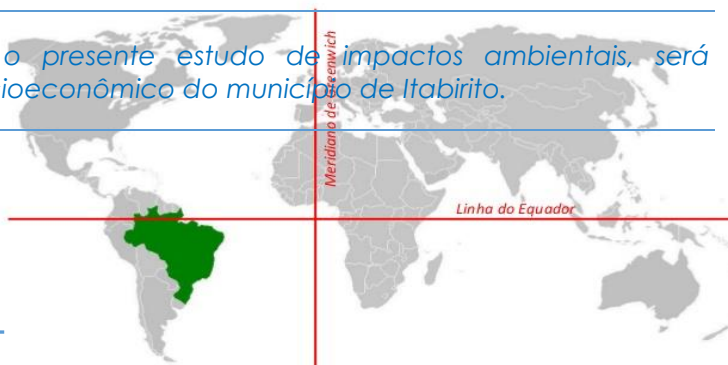 o presente estudo de impactos ambientais, será
ioeconômico do município de Itabirito.
Meridiano de Greenwich
Linha do Equador